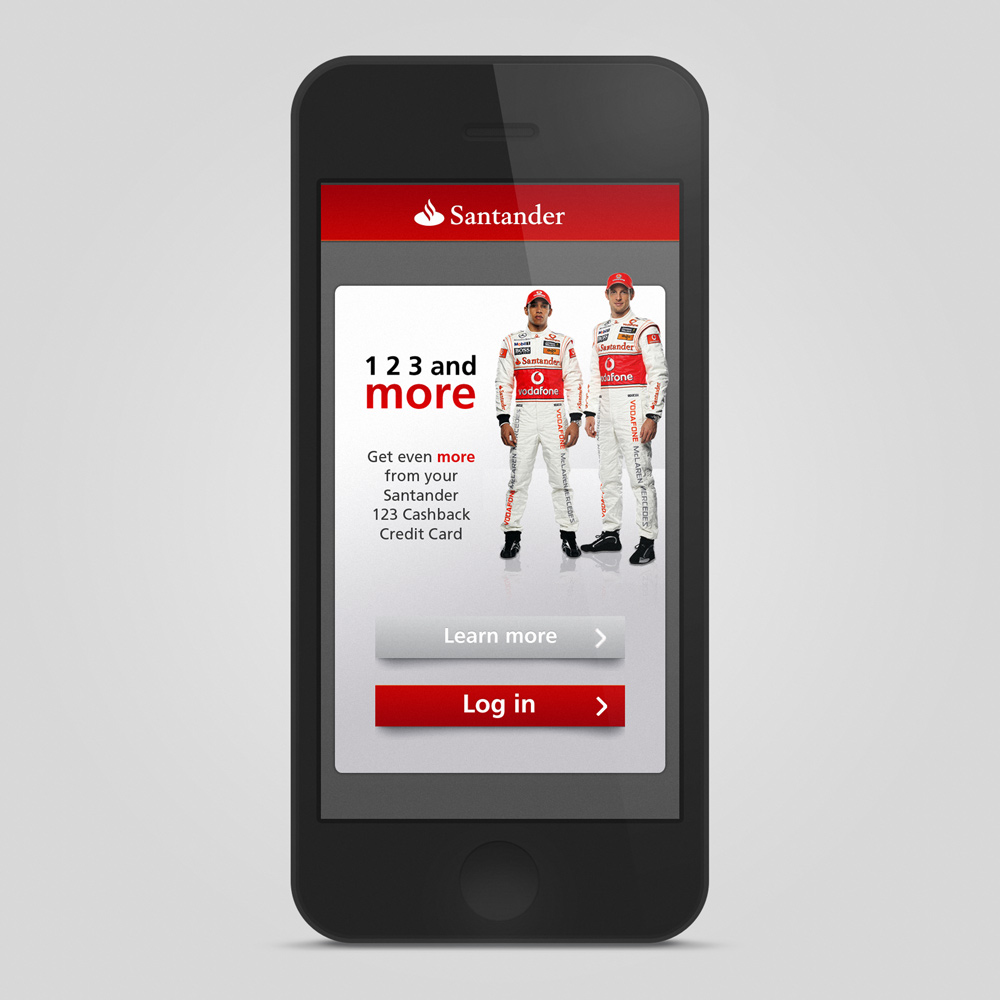 Santander
1 2 3 and
more
Get even more
from your
Santander
123 Cashback
Credit Card
Santander
vodafone
Santander
vodafone
VODAFONE
McLAREN MERCEDES
VODAFONE
McLAREN MERCEDES
Learn more
Log in